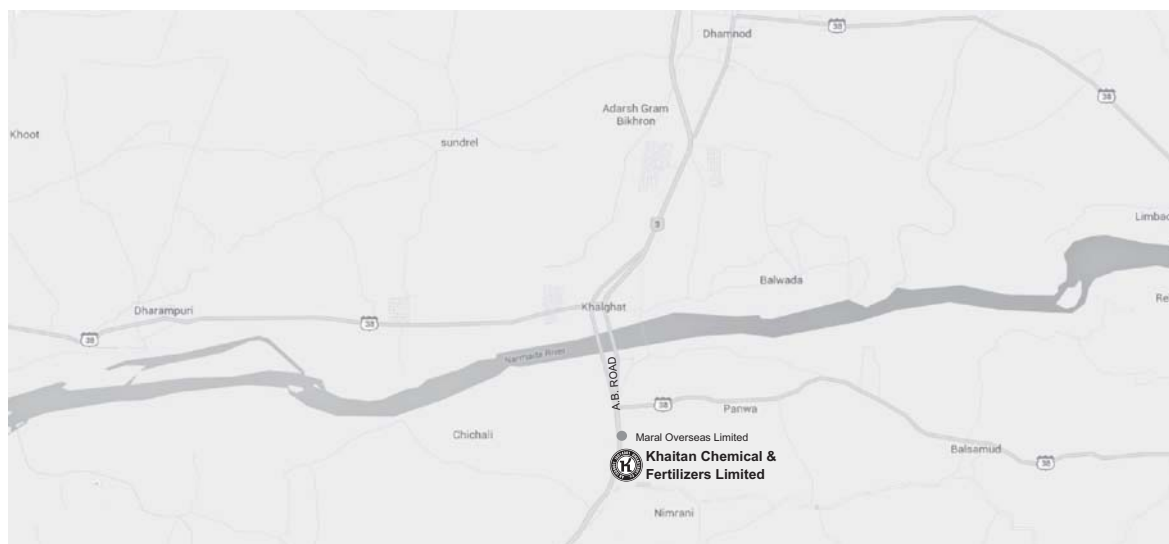 38
Dhamnod
38
Adarsh Gram
Bikhron
Khoot
sundrel
3
Limbad
Balwada
Re
Dharampuri
Khalghat
38
38
Narmada River
A.B. ROAD
38
Panwa
Chichali
Maral Overseas Limited
Balsamud
Khaitan Chemical &
Fertilizers Limited
38
K
Nimrani